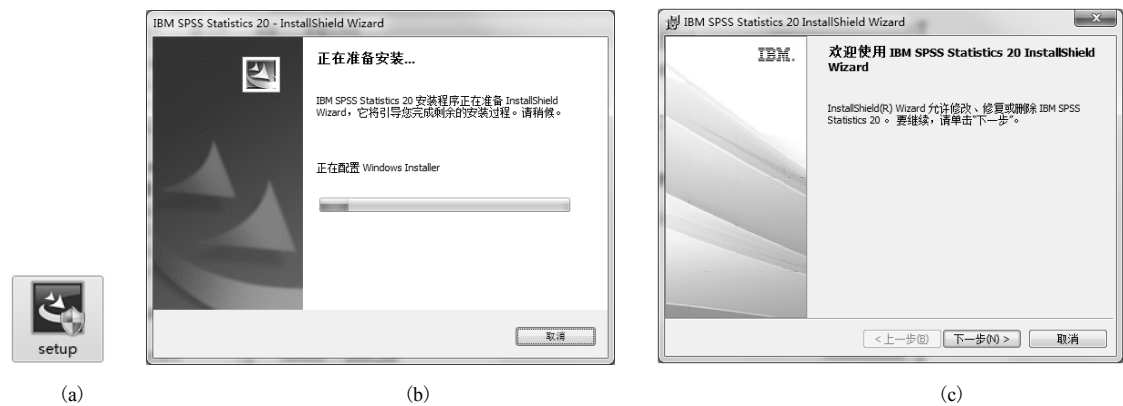 setup
(a)
IBM SPSS Statistics 20 - InstallShield Wizard
正在准备安装...
IBM SPSS Statistics 20 安装程序正在准备 InstallShield
Wizard，它将引导您完成剩余的安装过程。请稍候。
正在配置 Windows Installer
取消
(b)
IBM SPSS Statistics 20 InstallShield Wizard
IBM.
欢迎使用 IBM SPSS Statistics 20 InstallShield
Wizard
InstallShield(R) Wizard 允许修改、修复或删除 IBM SPSS
Statistics 20 。 要继续，请单击“下一步”。
< 上一步(B)
下一步(N) >
取消
(c)